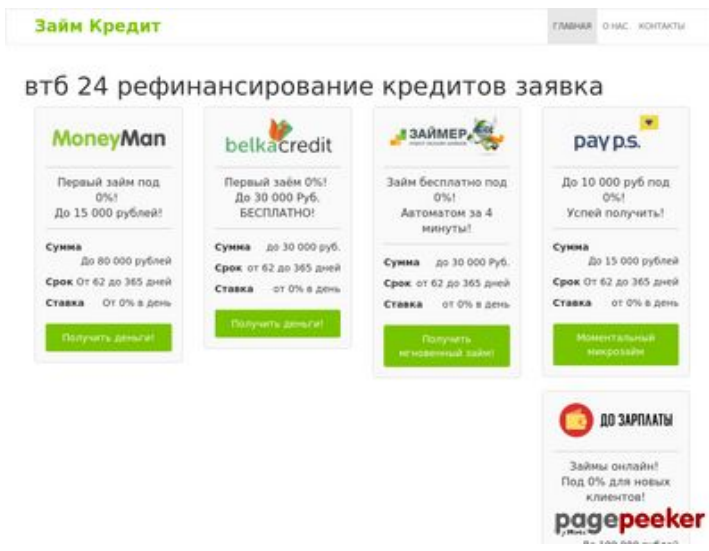 Займ Кредит
ГЛАВНАЯ О НАС КОНТАКТЫ
втб 24 рефинансирование кредитов заявка
MoneyMan
Первый займ под
0%!
До 15 000 рублей!
Сумма
До 80 000 рублей
Срок От 62 до 365 дней
Ставка От 0% в день
Получить деньги!
belkacredit
Первый заём 0%!
До 30 000 Руб.
БЕСПЛАТНО!
Сумма до 30 000 руб.
Срок от 62 до 365 дней
Ставка от 0% в день
Получить деньги!
ЗАЙМЕР
Займ бесплатно под
0%!
Автоматом за 4
минуты!
Сумма до 30 000 Руб.
Срок от 62 до 365 дней
Ставка от 0% в день
Получить
мгновенный займ!
pay p.s.
До 10 000 руб под
0%!
Успей получить!
Сумма
До 15 000 рублей
Срок От 62 до 365 дней
Ставка от 0% в день
Моментальный
микрозайм
ДО ЗАРПЛАТЫ
Займы онлайн!
Под 0% для новых
клиентов!
pagepeeker